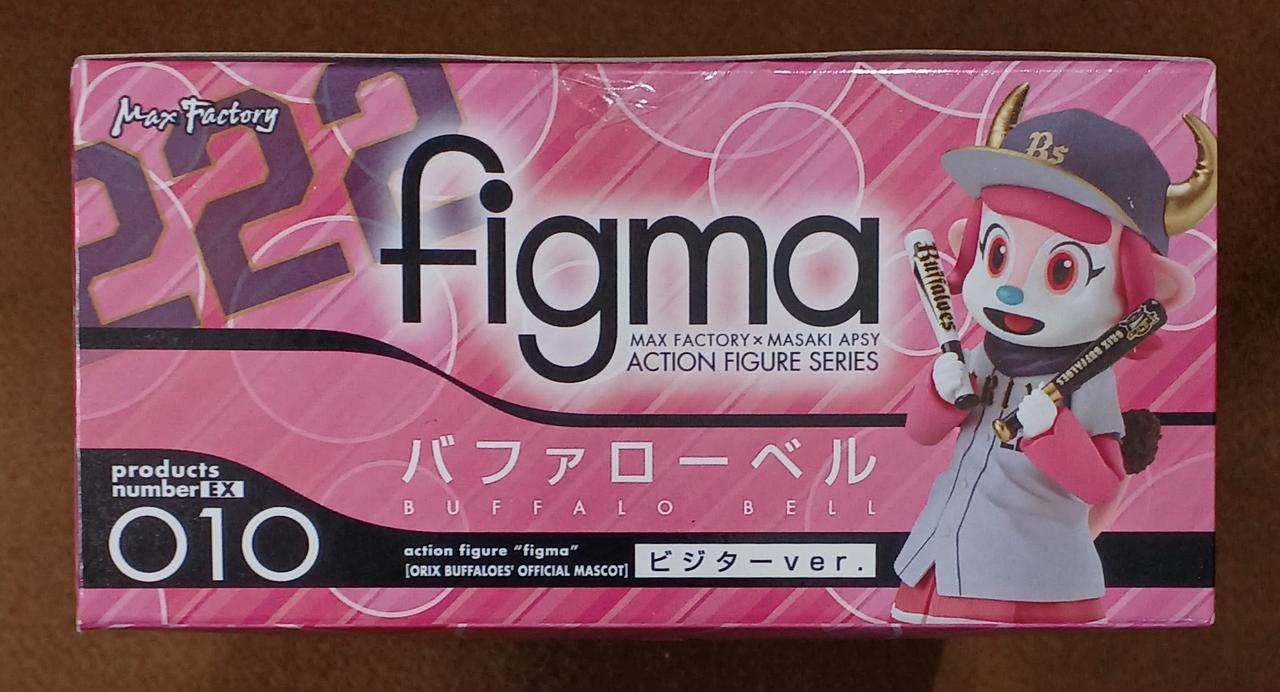 Max Factory
222
figma
MAX FACTORY×MASAKI APSY
ACTION FIGURE SERIES
Bs
Buffaloes
ORIX BUFFALOES
バファローベル
BUFFALO BELL
products
number EX
010
action figure "figma"
[ORIX BUFFALOES' OFFICIAL MASCOT]
ビジターver.